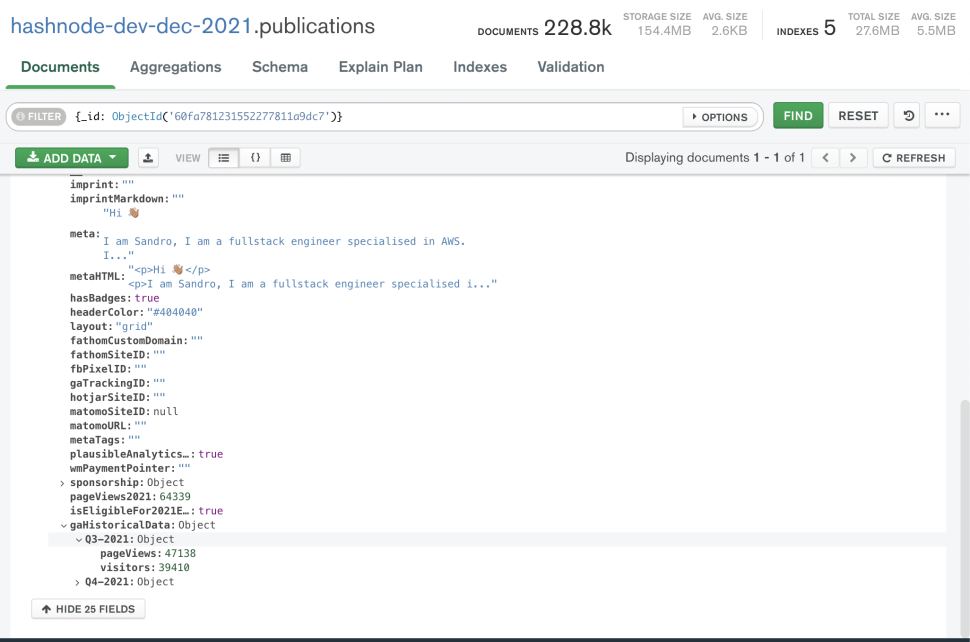 hashnode-dev-dec-2021.publications
DOCUMENTS 228.8k STORAGE SIZE 154.4MB AVG. SIZE 2.6KB INDEXES 5 TOTAL SIZE 27.6MB AVG. SIZE 5.5MB
Documents Aggregations Schema Explain Plan Indexes Validation
FILTER {_id: ObjectId('60fa781231552277811a9dc7')} OPTIONS FIND RESET ...
ADD DATA VIEW {} Displaying documents 1 - 1 of 1 < > REFRESH
imprint: ""
imprintMarkdown: ""
"Hi 👋🏽
meta:
I am Sandro, I am a fullstack engineer specialised in AWS.
I..."
"<p>Hi 👋🏽</p>
metaHTML:
<p>I am Sandro, I am a fullstack engineer specialised i..."
hasBadges: true
headerColor: "#404040"
layout: "grid"
fathomCustomDomain: ""
fathomSiteID: ""
fbPixelID: ""
gaTrackingID: ""
hotjarSiteID: ""
matomoSiteID: null
matomoURL: ""
metaTags: ""
plausibleAnalytics…: true
wmPaymentPointer: ""
> sponsorship: Object
pageViews2021: 64339
isEligibleFor2021E…: true
gaHistoricalData: Object
Q3-2021: Object
pageViews: 47138
visitors: 39410
> Q4-2021: Object
HIDE 25 FIELDS